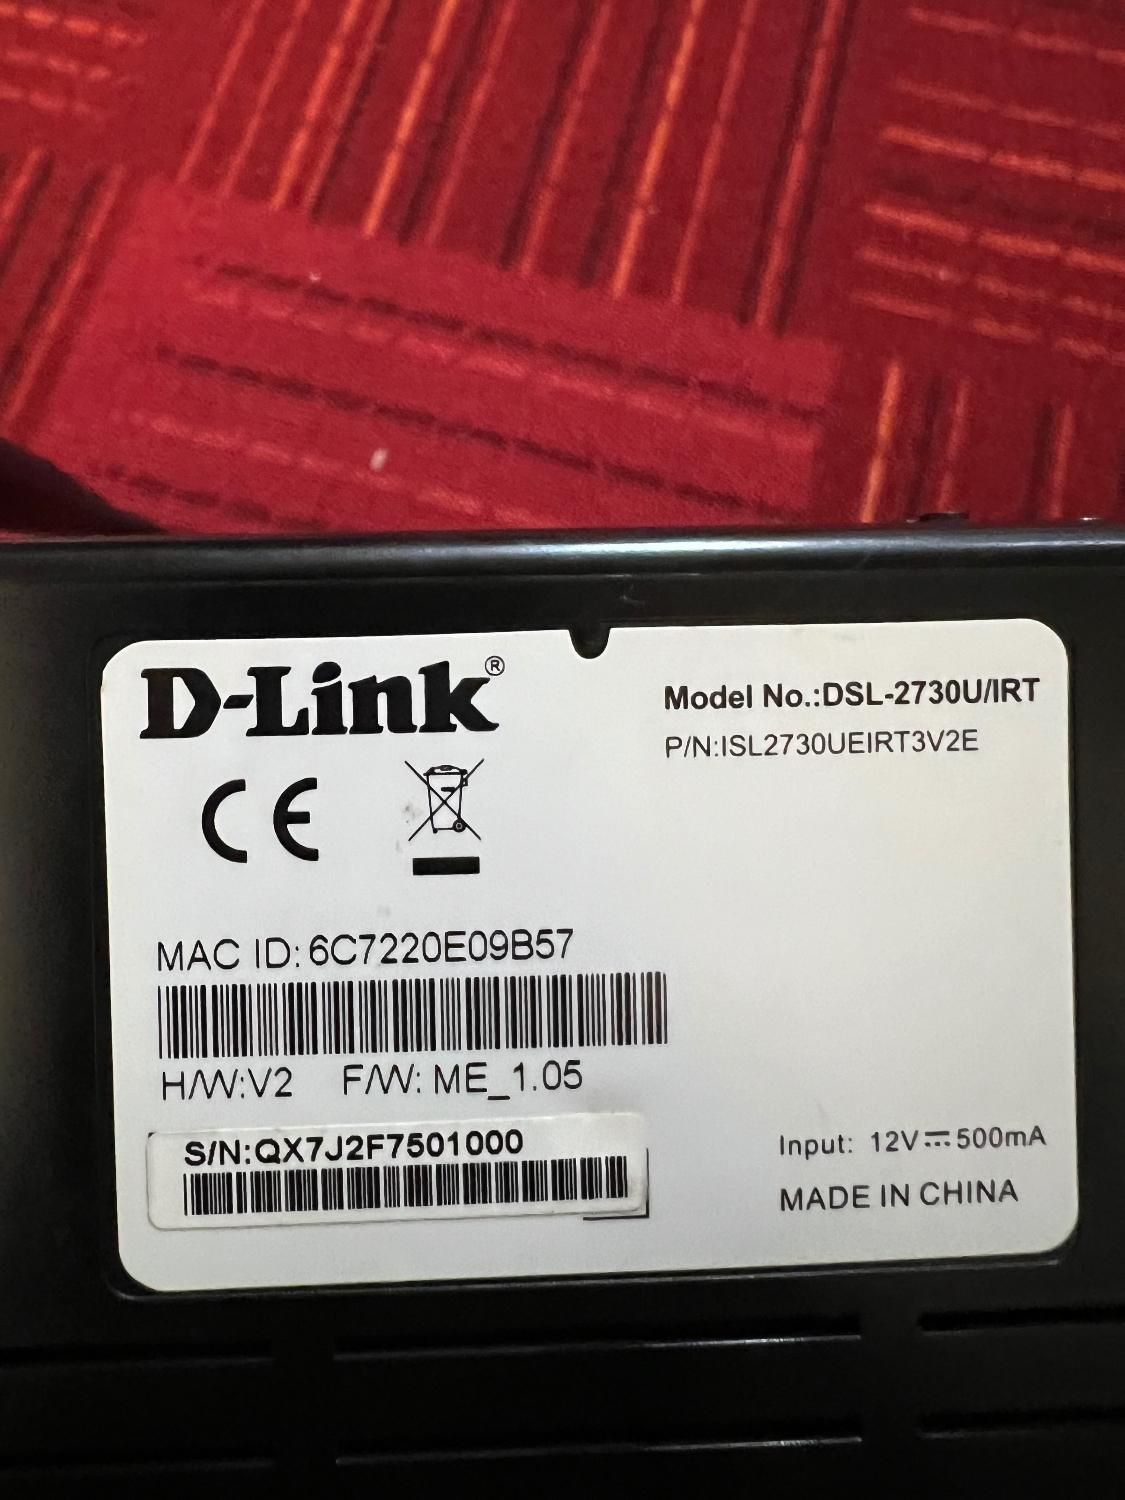 D-Link®
Model No.:DSL-2730U/IRT
P/N:ISL2730UEIRT3V2E
CE
MAC ID: 6C7220E09B57
H/W:V2 F/W: ME_1.05
S/N:QX7J2F7501000
Input: 12V⎓500mA
MADE IN CHINA